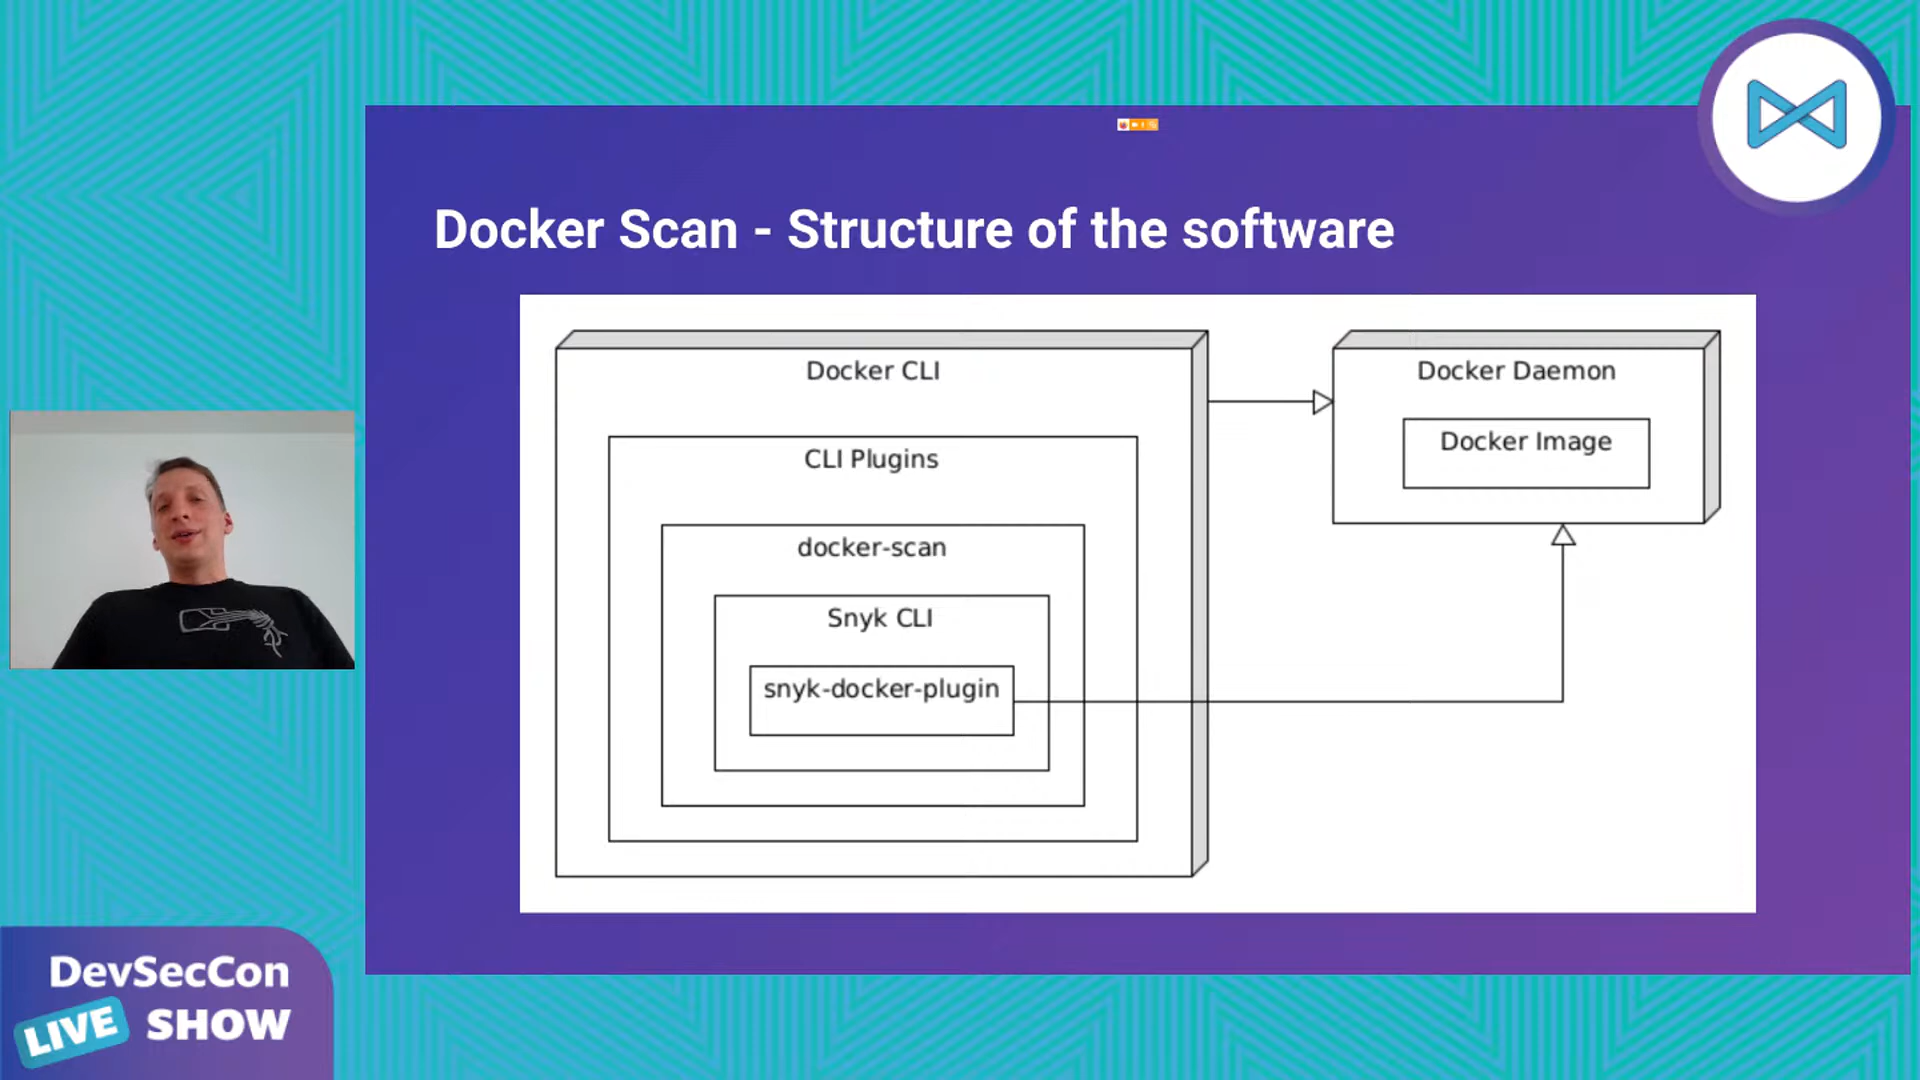 Docker Scan - Structure of the software
Docker CLI
Docker Daemon
Docker Image
CLI Plugins
docker-scan
Snyk CLI
snyk-docker-plugin
DevSecCon
LIVE SHOW